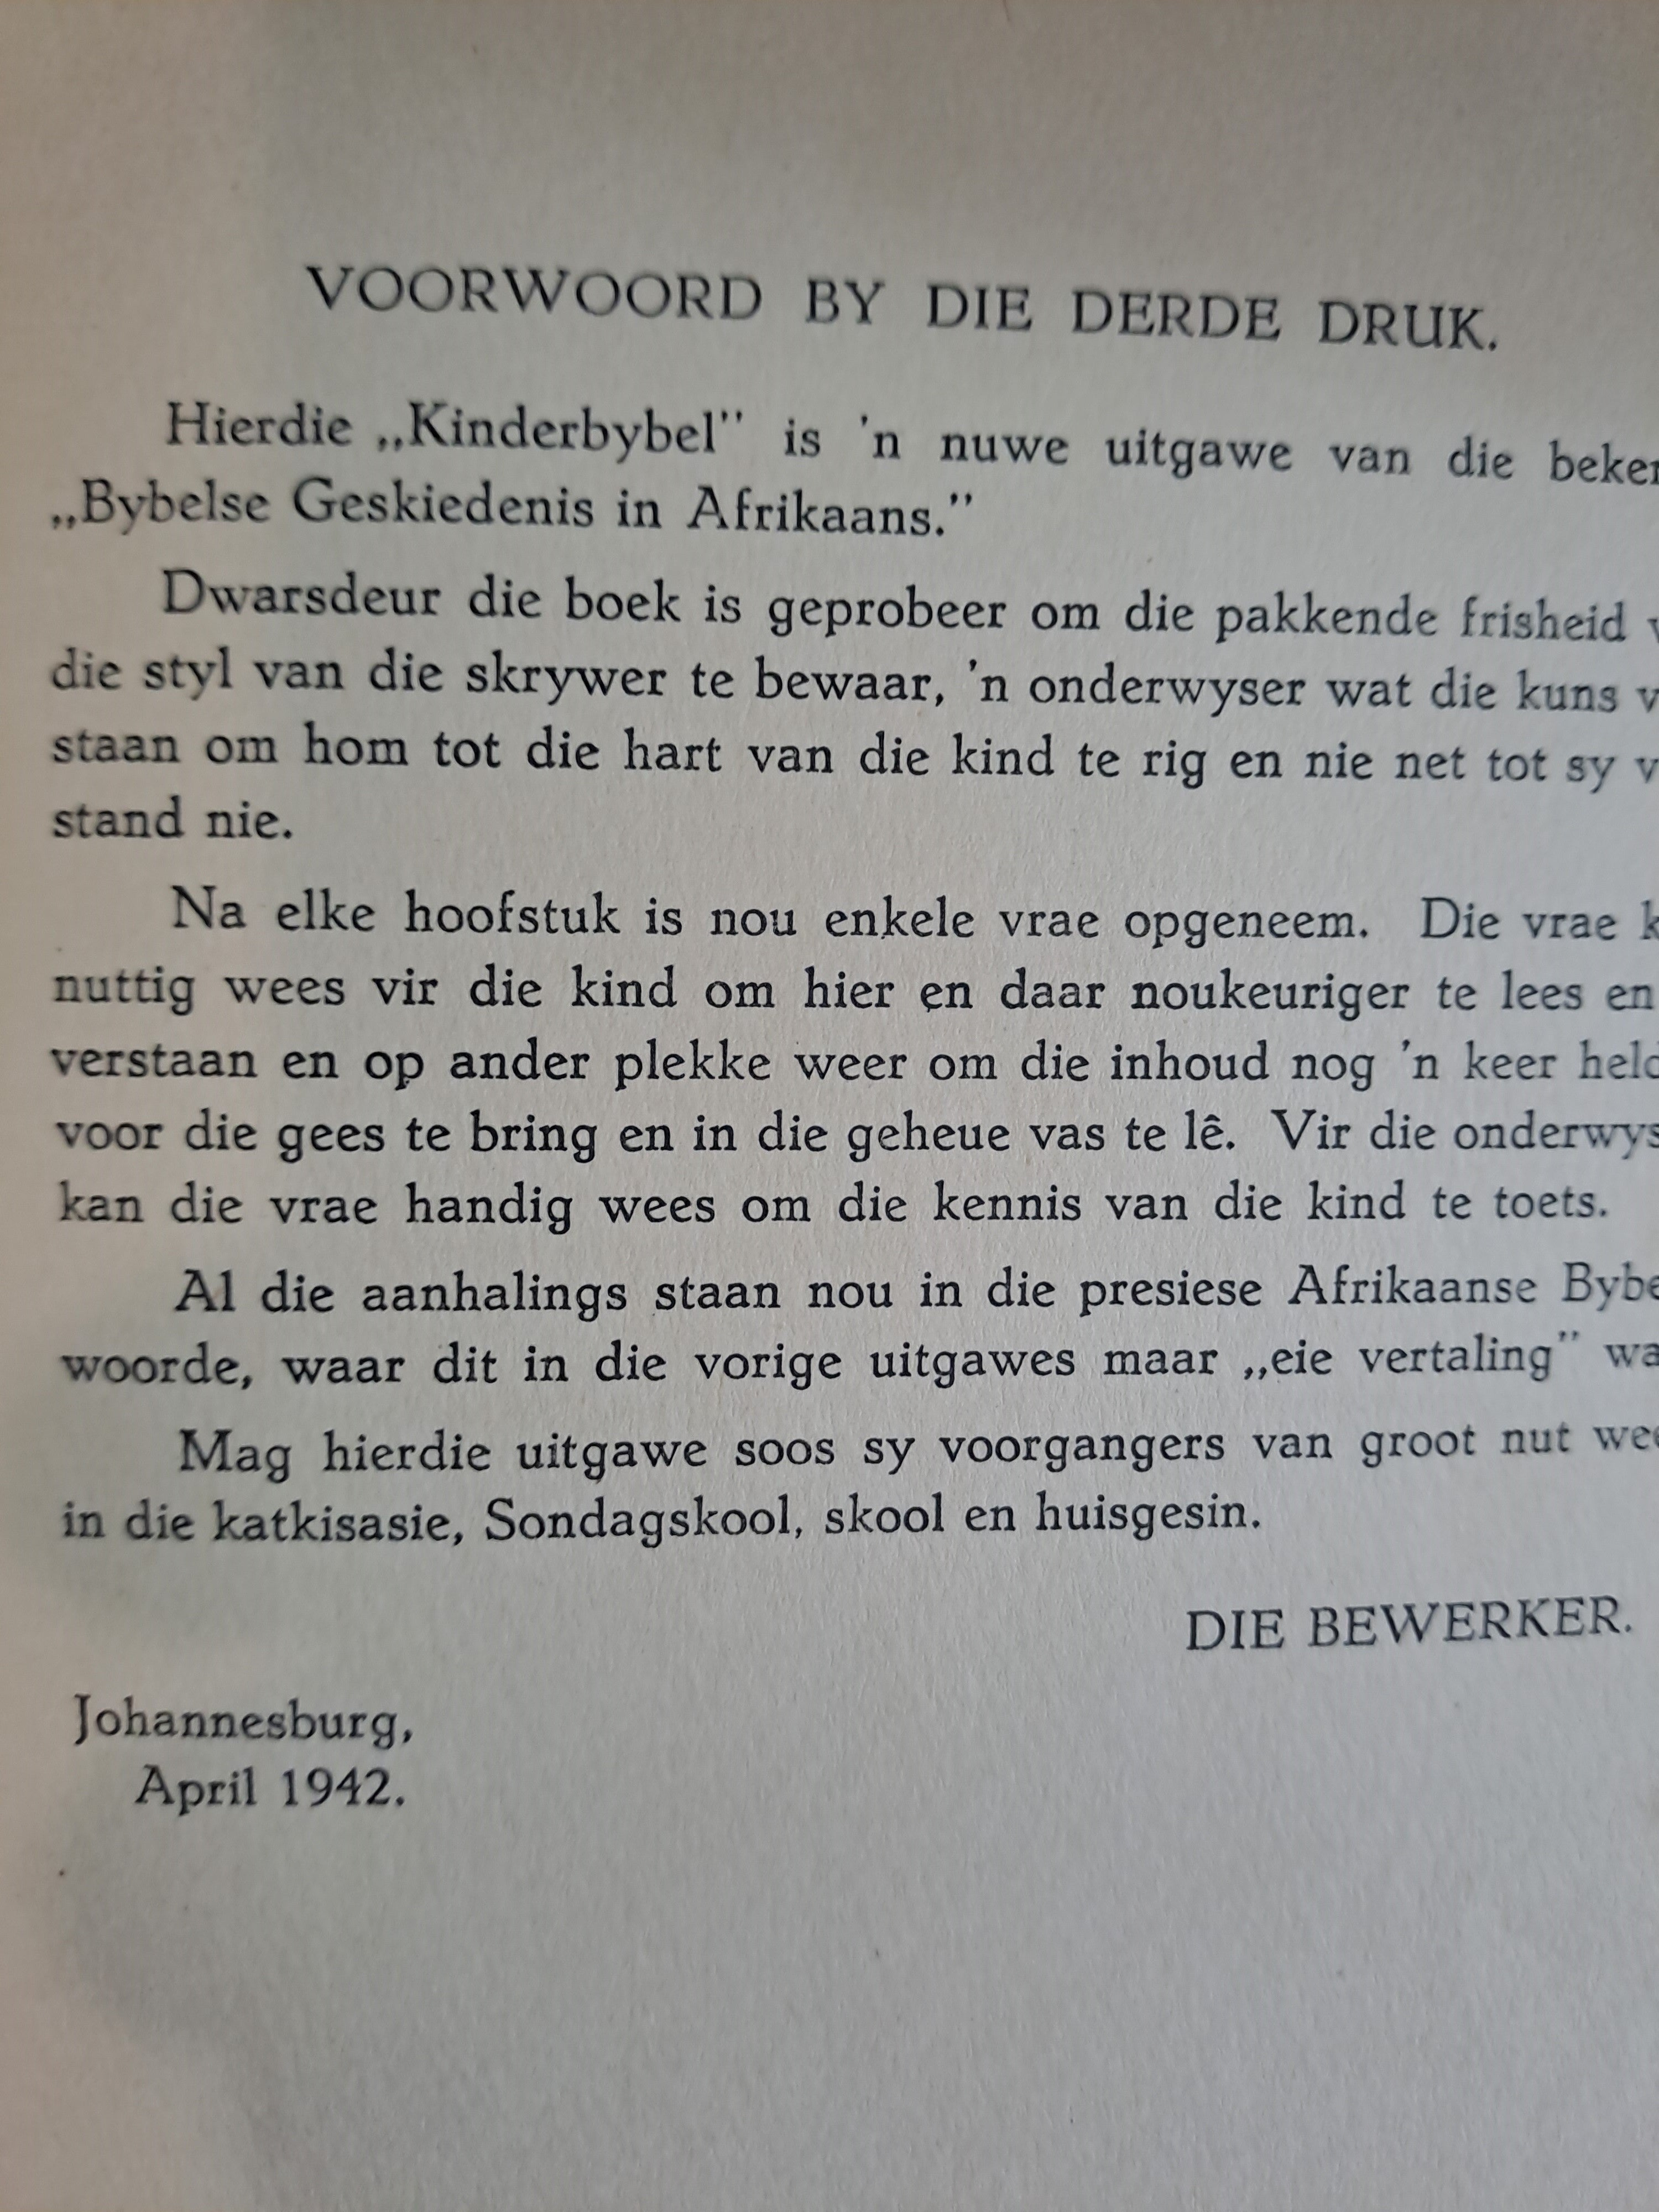 VOORWOORD BY DIE DERDE DRUK.
Hierdie „Kinderbybel" is 'n nuwe uitgawe van die
„Bybelse Geskiedenis in Afrikaans."
Dwarsdeur die boek is geprobeer om die pakkende frisheid
die styl van die skrywer te bewaar, 'n onderwyser wat die kuns
staan om hom tot die hart van die kind te rig en nie net tot sy
stand nie.
Na elke hoofstuk is nou enkele vrae opgeneem. Die vrae
nuttig wees vir die kind om hier en daar noukeuriger te lees en
verstaan en op ander plekke weer om die inhoud nog 'n keer
voor die gees te bring en in die geheue vas te lê. Vir die
kan die vrae handig wees om die kennis van die kind te toets.
Al die aanhalings staan nou in die presiese Afrikaanse
woorde, waar dit in die vorige uitgawes maar „eie vertaling"
Mag hierdie uitgawe soos sy voorgangers van groot nut
in die katkisasie, Sondagskool, skool en huisgesin.
DIE BEWERKER.
Johannesburg,
April 1942.